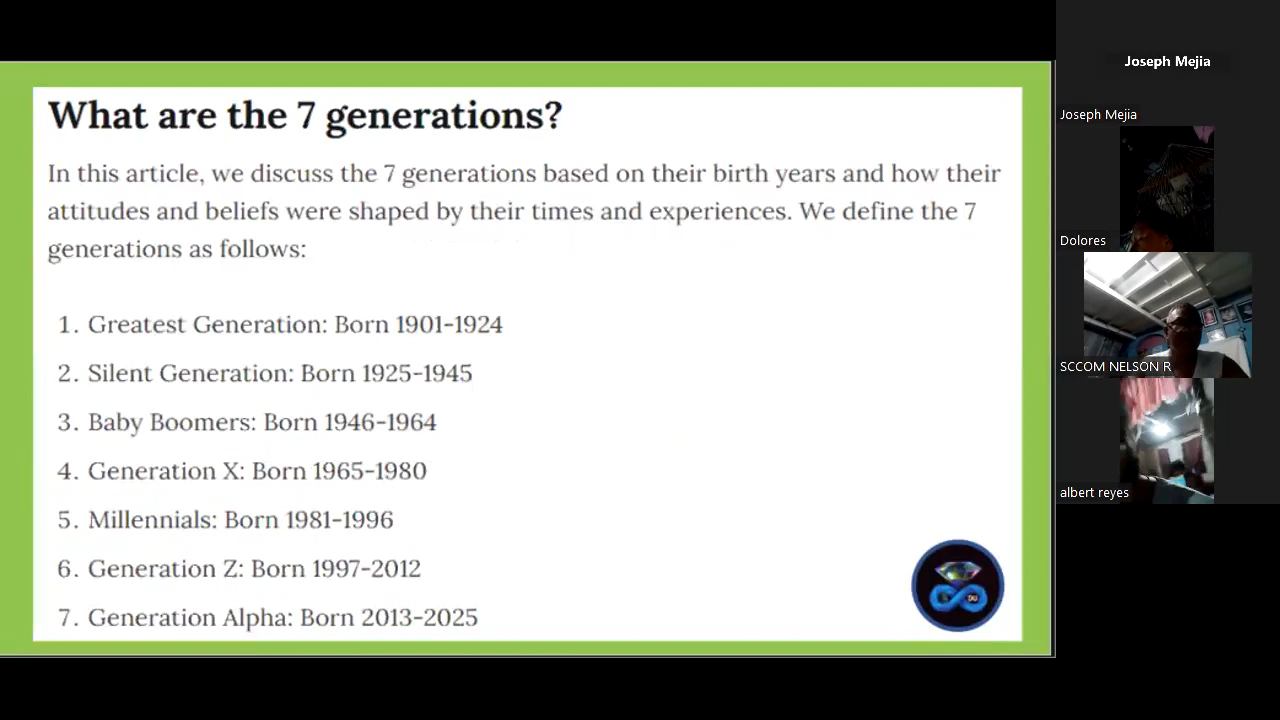 What are the 7 generations?
In this article, we discuss the 7 generations based on their birth years and how their
attitudes and beliefs were shaped by their times and experiences. We define the 7
generations as follows:
1. Greatest Generation: Born 1901-1924
2. Silent Generation: Born 1925-1945
3. Baby Boomers: Born 1946-1964
4. Generation X: Born 1965-1980
5. Millennials: Born 1981-1996
6. Generation Z: Born 1997-2012
7. Generation Alpha: Born 2013-2025
Joseph Mejia
Joseph Mejia
Dolores
SCCOM NELSON R
albert reyes